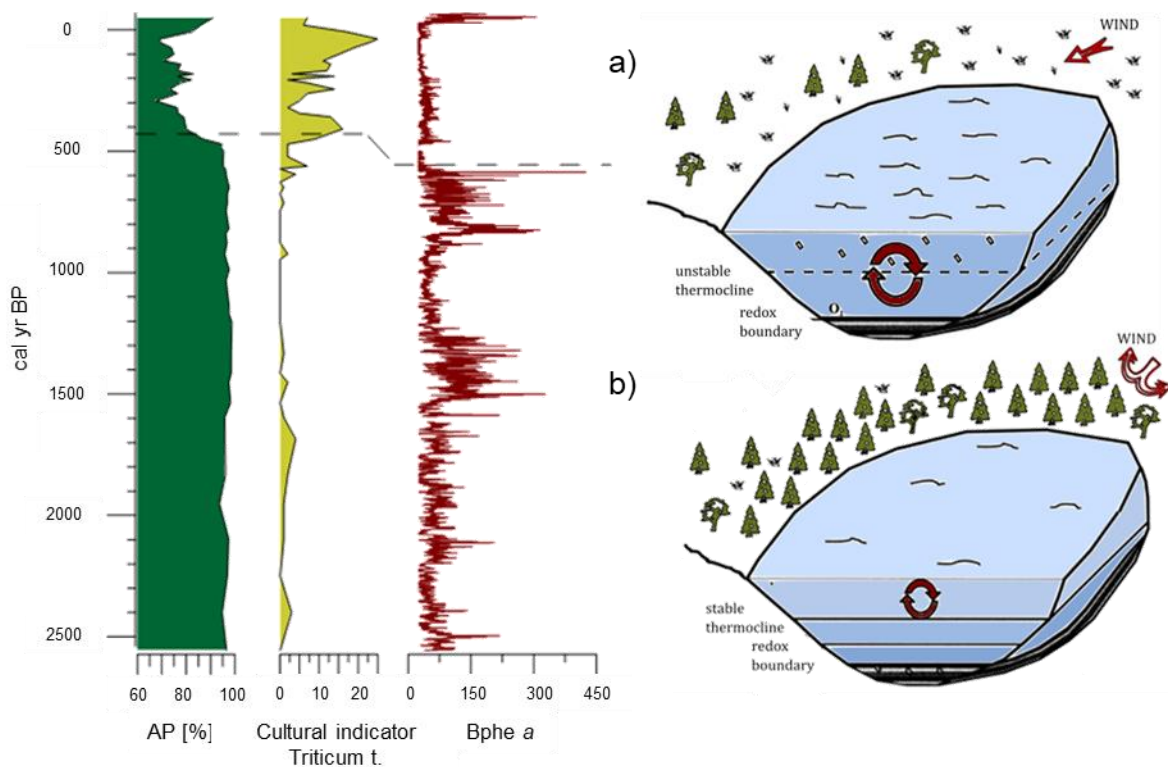 cal yr BP
0
500
1000
1500
2000
2500
60 80 100
0 10 20
0 150 300 450
AP [%]
Cultural indicator
Triticum t.
Bphe a
a)
WIND
unstable
thermocline
redox
boundary
b)
WIND
stable
thermocline
redox
boundary